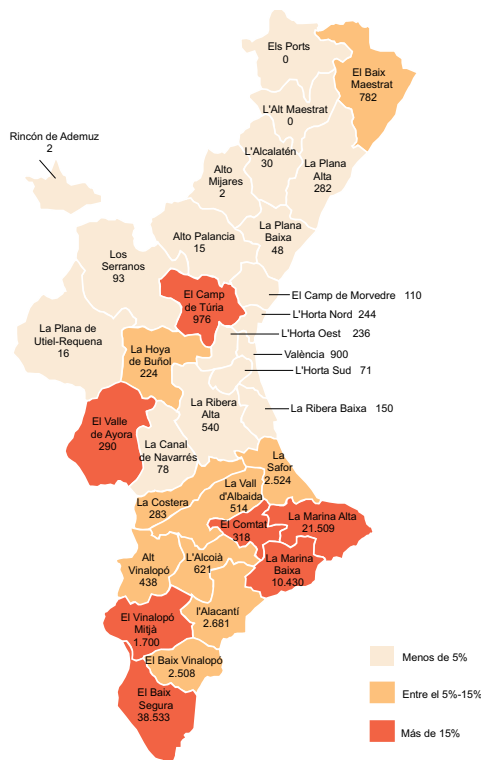 Els Ports
0
El Baix
Maestrat
782
L'Alt Maestrat
0
Rincón de Ademuz
2
L'Alcalatén
30
La Plana
Alta
282
Alto
Mijares
2
La Plana
Baixa
48
Alto Palancia
15
Los
Serranos
93
El Camp
de Túria
976
El Camp de Morvedre 110
L'Horta Nord 244
L'Horta Oest 236
València 900
L'Horta Sud 71
La Plana de
Utiel-Requena
16
La Hoya
de Buñol
224
La Ribera
Alta
540
La Ribera Baixa 150
El Valle
de Ayora
290
La Canal
de Navarrés
78
La
Safor
2.524
La Vall
d'Albaida
514
La Costera
283
El Comtat
318
La Marina Alta
21.509
Alt
Vinalopó
438
L'Alcoià
621
La Marina
Baixa
10.430
l'Alacantí
2.681
El Vinalopó
Mitjà
1.700
El Baix Vinalopó
2.508
El Baix
Segura
38.533
Menos de 5%
Entre el 5%-15%
Más de 15%